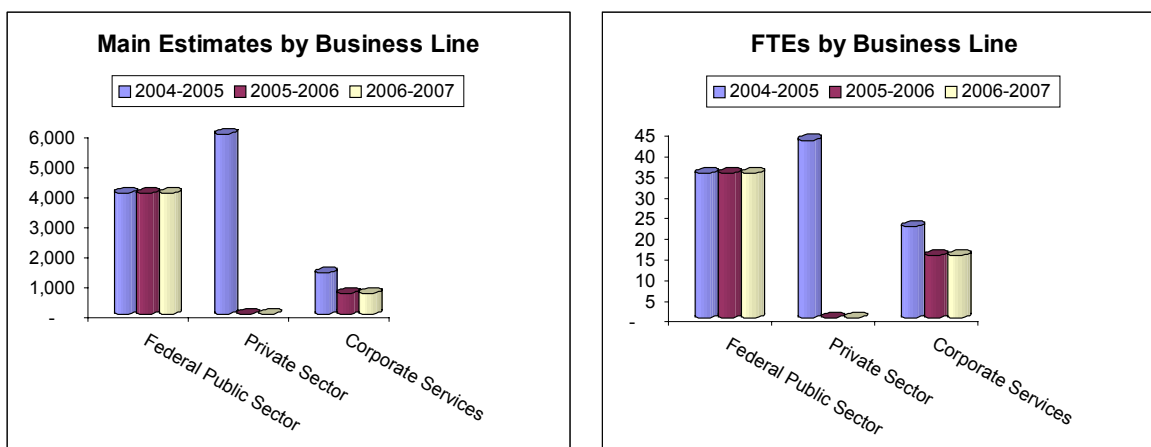 Main Estimates by Business Line
2004-2005 2005-2006 2006-2007
6,000
5,000
4,000
3,000
2,000
1,000
-
Federal Public Sector
Private Sector
Corporate Services
FTEs by Business Line
2004-2005 2005-2006 2006-2007
45
40
35
30
25
20
15
10
5
-
Federal Public Sector
Private Sector
Corporate Services